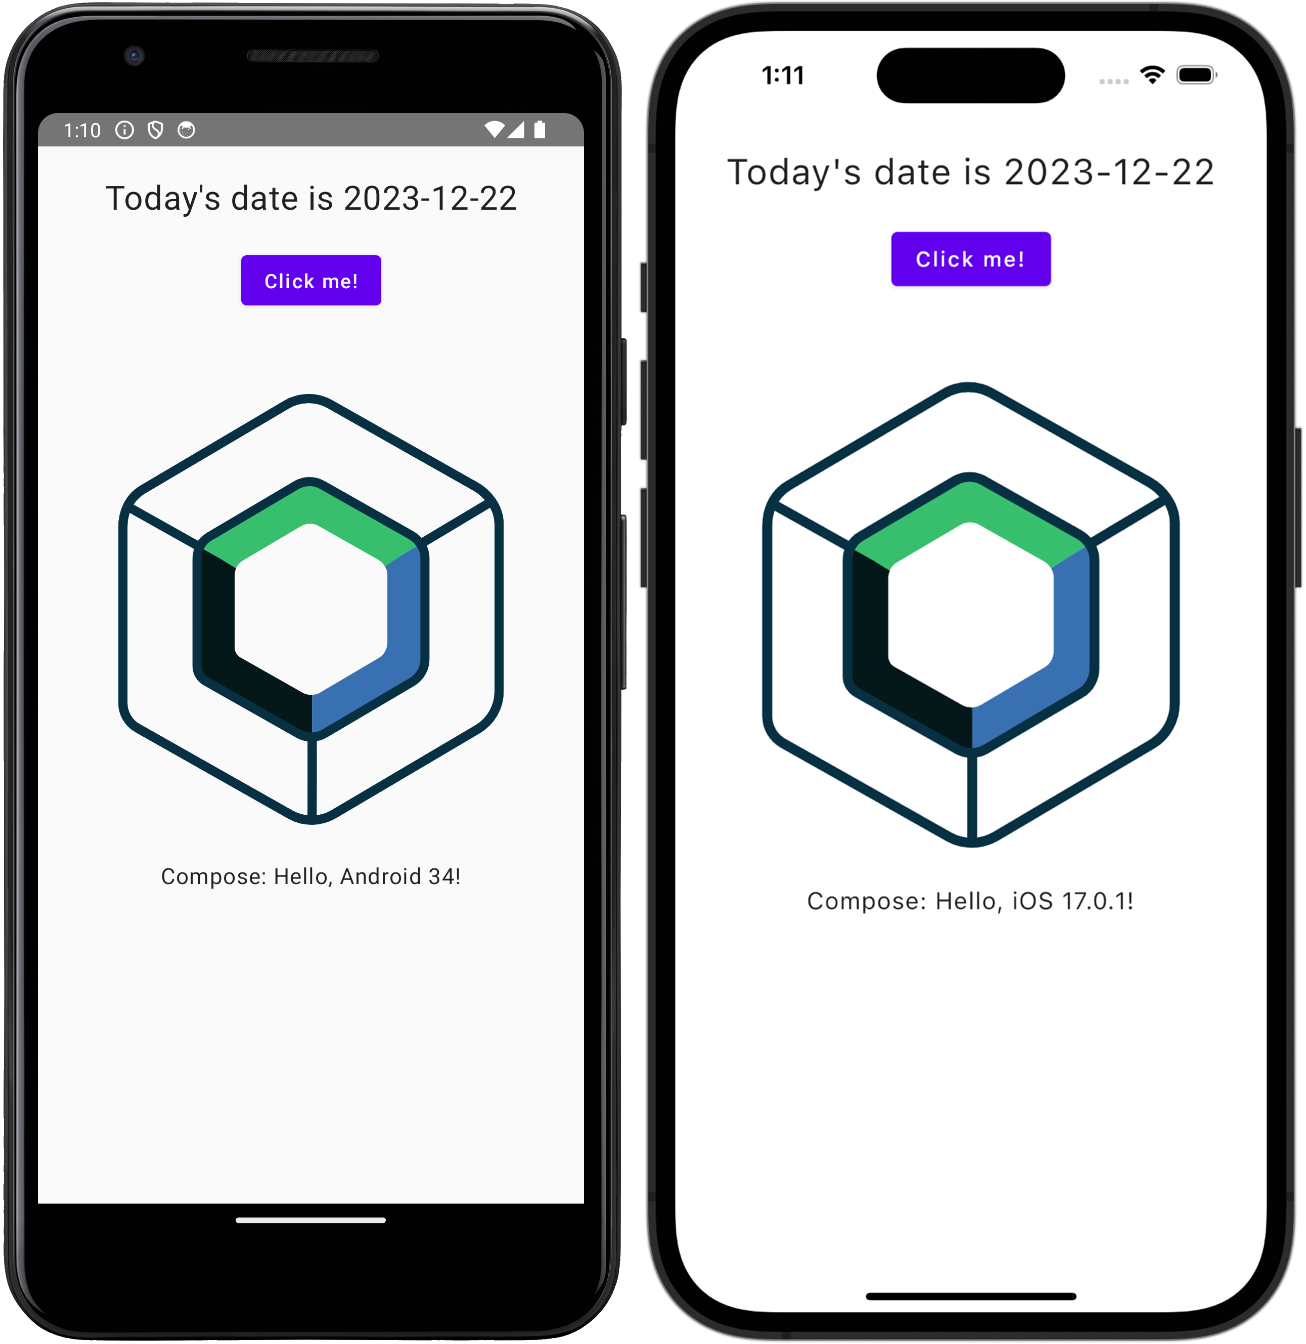 1:10
Today's date is 2023-12-22
Click me!
Compose: Hello, Android 34!
1:11
Today's date is 2023-12-22
Click me!
Compose: Hello, iOS 17.0.1!